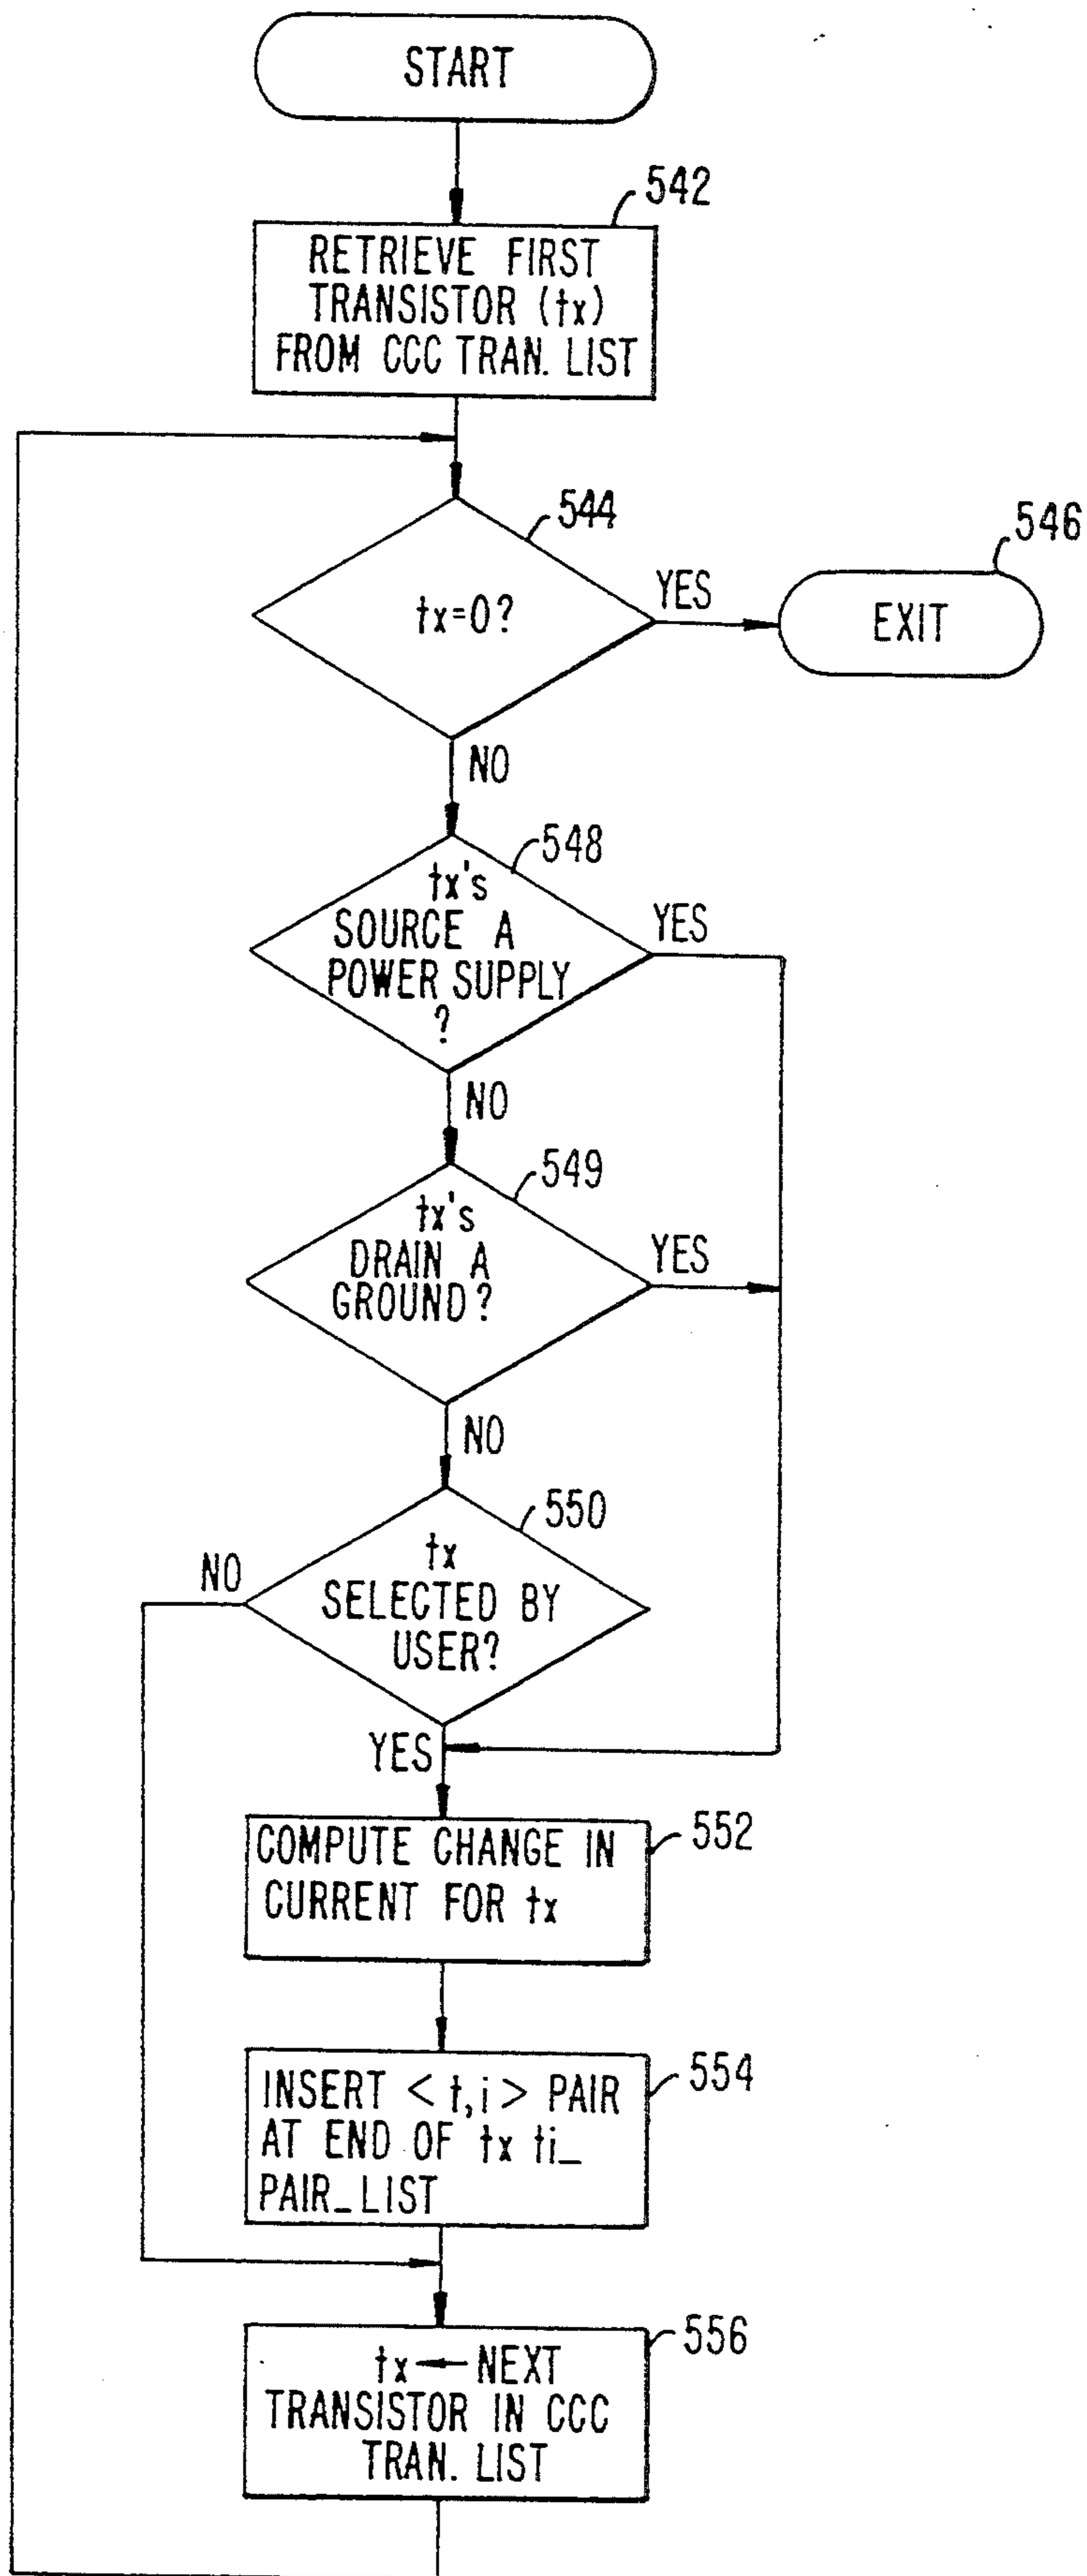 START
542
RETRIEVE FIRST
TRANSISTOR (tx)
FROM CCC TRAN. LIST
544
tx=0?
YES
546
EXIT
NO
548
tx's
SOURCE A
POWER SUPPLY
?
YES
NO
549
tx's
DRAIN A
GROUND?
YES
NO
550
NO
tx
SELECTED BY
USER?
YES
552
COMPUTE CHANGE IN
CURRENT FOR tx
554
INSERT <t,i> PAIR
AT END OF tx ti_
PAIR_LIST
556
tx ← NEXT
TRANSISTOR IN CCC
TRAN. LIST